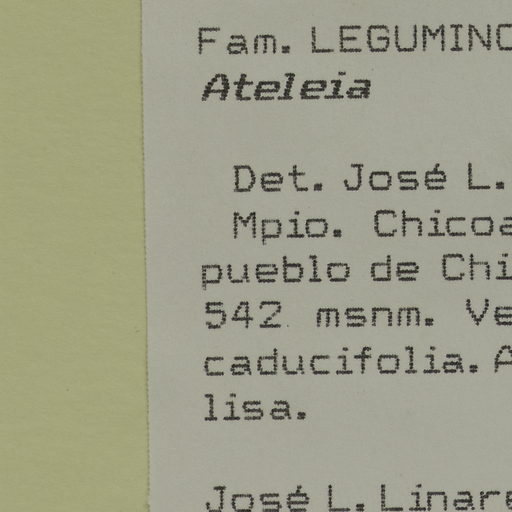 Fam. LEGUMINO
Ateleia
Det. José L.
Mpio. Chicoa
pueblo de Chi
542 msnm. Ve
caducifolia. A
lisa.
José L. Linare